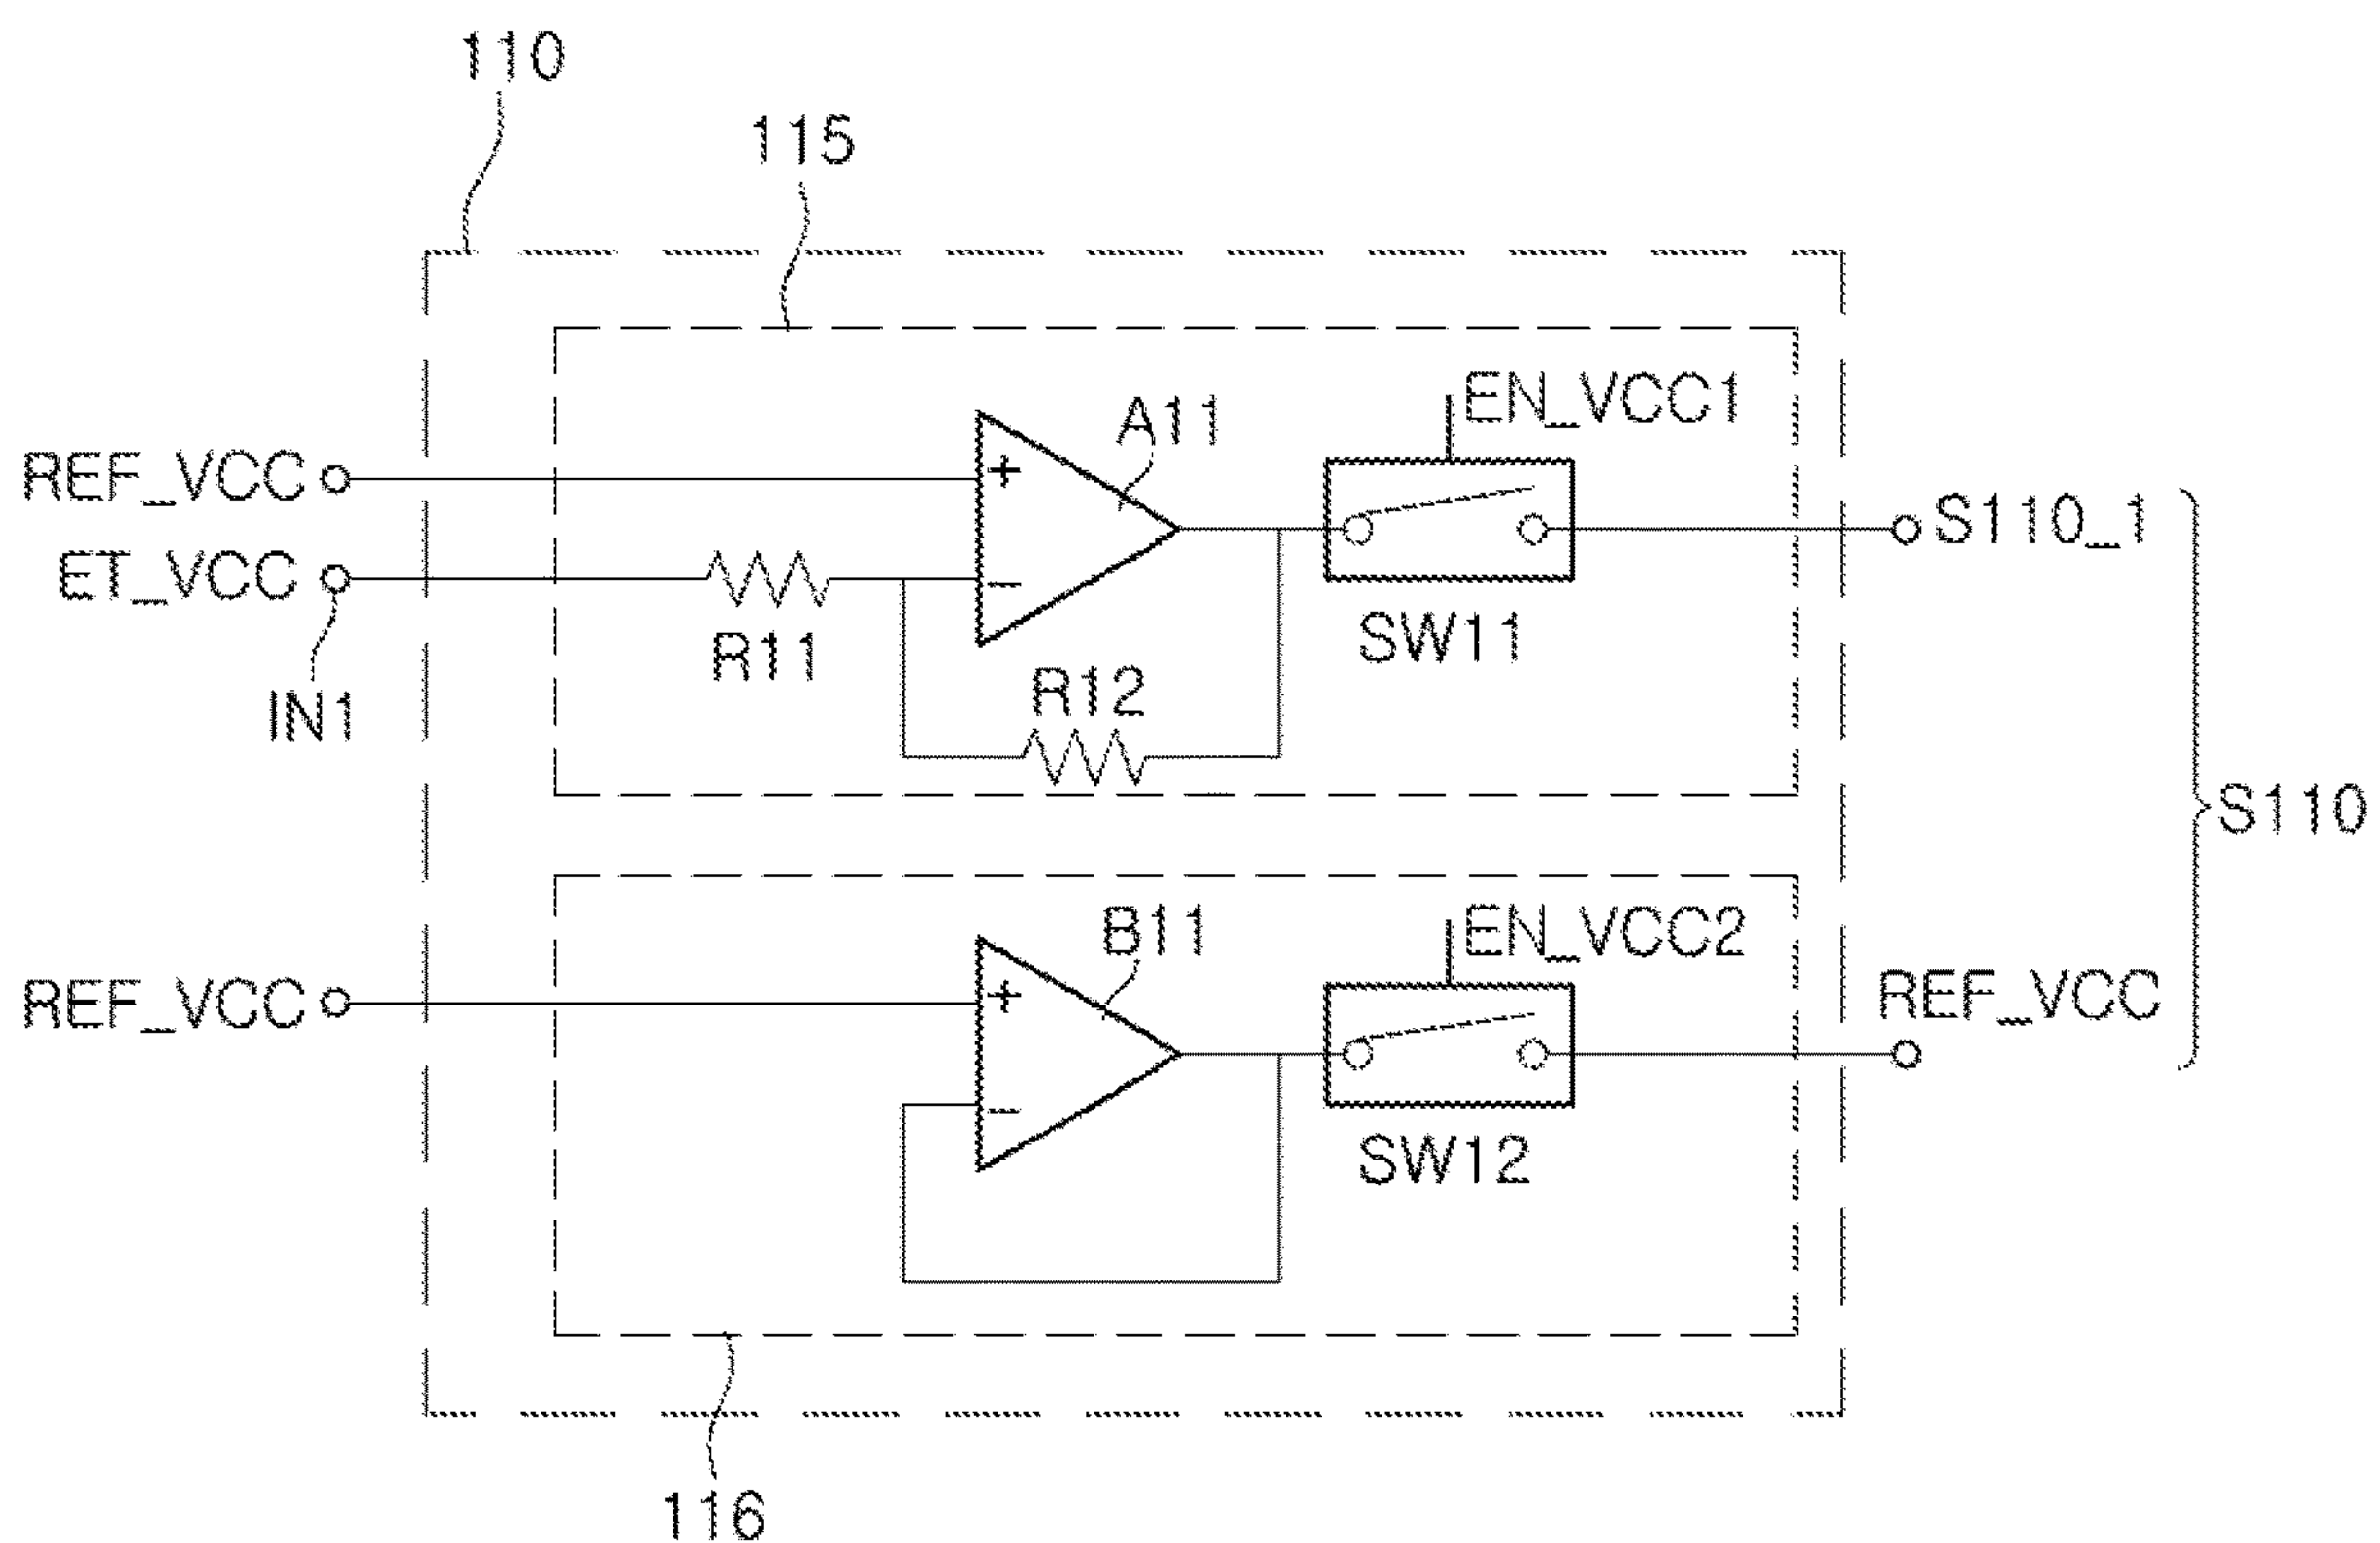 110
115
A11
EN_VCC1
REF_VCC
+
S110_1
ET_VCC
−
R11
SW11
IN1
R12
S110
B11
EN_VCC2
REF_VCC
+
REF_VCC
−
SW12
116